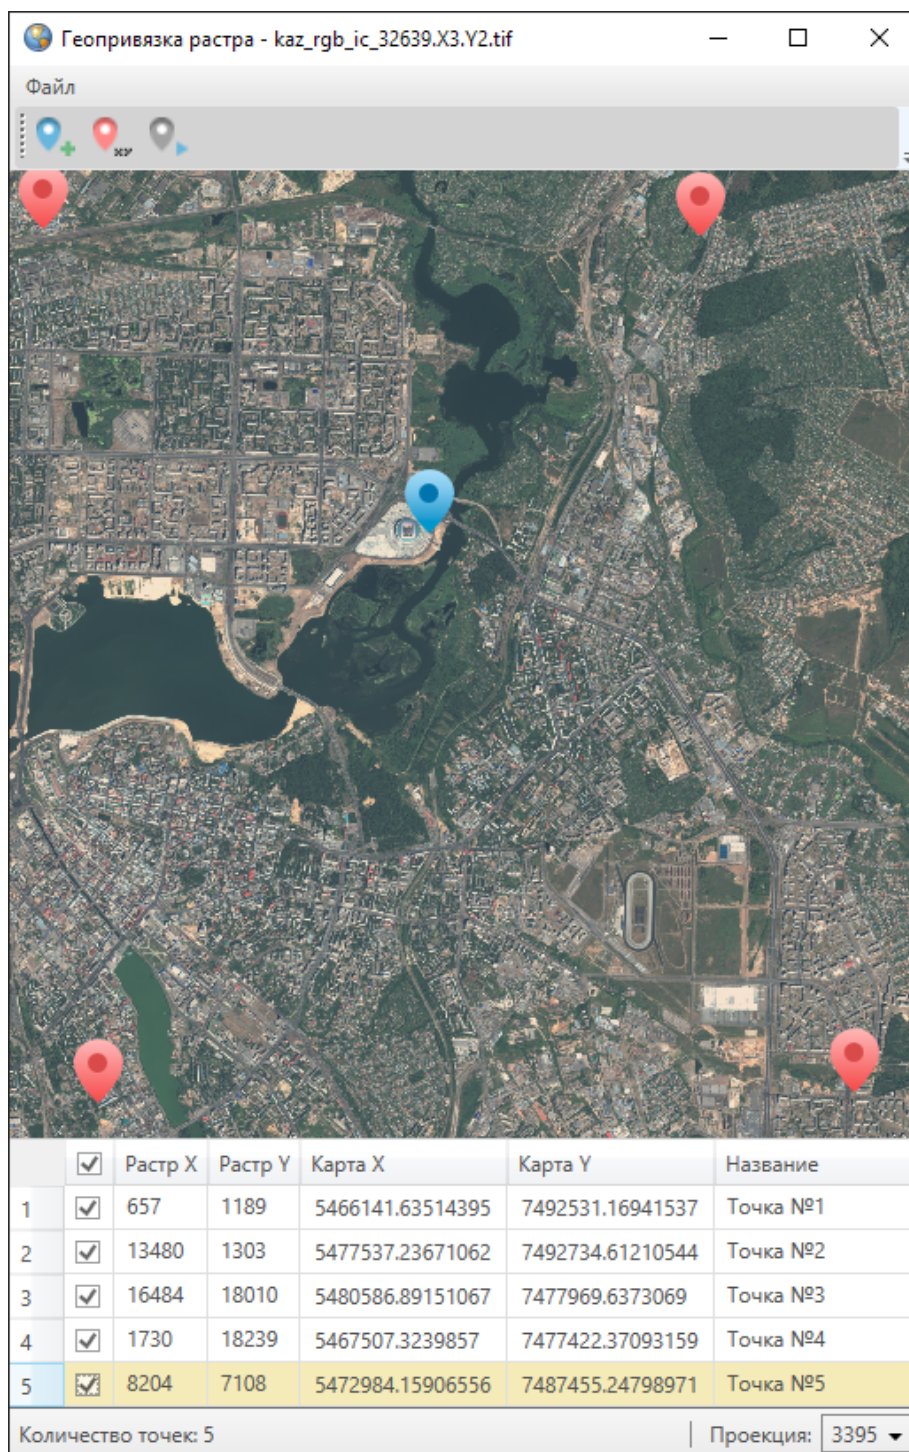 Геопривязка растра - kaz_rgb_ic_32639.X3.Y2.tif
Файл
XY
Растр X Растр Y Карта X Карта Y Название
1 657 1189 5466141.63514395 7492531.16941537 Точка №1
2 13480 1303 5477537.23671062 7492734.61210544 Точка №2
3 16484 18010 5480586.89151067 7477969.6373069 Точка №3
4 1730 18239 5467507.3239857 7477422.37093159 Точка №4
5 8204 7108 5472984.15906556 7487455.24798971 Точка №5
Количество точек: 5 Проекция: 3395